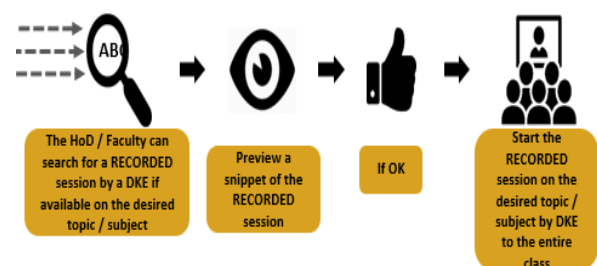 ABC
The HoD / Faculty can
search for a RECORDED
session by a DKE if
available on the desired
topic / subject
Preview a
snippet of the
RECORDED
session
If OK
Start the
RECORDED
session on the
desired topic /
subject by DKE
to the entire
class